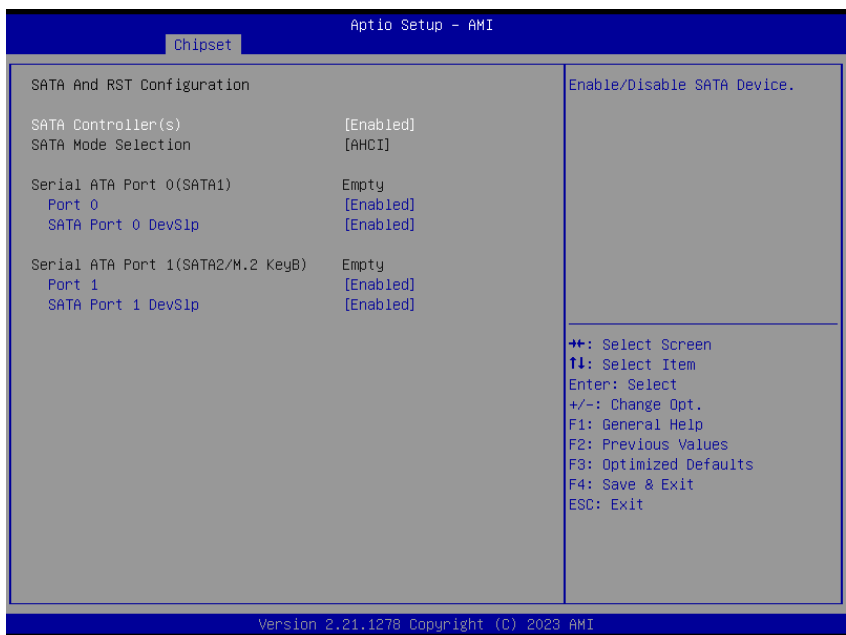 Aptio Setup – AMI
Chipset
SATA And RST Configuration
SATA Controller(s) [Enabled]
SATA Mode Selection [AHCI]
Serial ATA Port 0(SATA1) Empty
Port 0 [Enabled]
SATA Port 0 DevSlp [Enabled]
Serial ATA Port 1(SATA2/M.2 KeyB) Empty
Port 1 [Enabled]
SATA Port 1 DevSlp [Enabled]
Enable/Disable SATA Device.
→←: Select Screen
↑↓: Select Item
Enter: Select
+/-: Change Opt.
F1: General Help
F2: Previous Values
F3: Optimized Defaults
F4: Save & Exit
ESC: Exit
Version 2.21.1278 Copyright (C) 2023 AMI